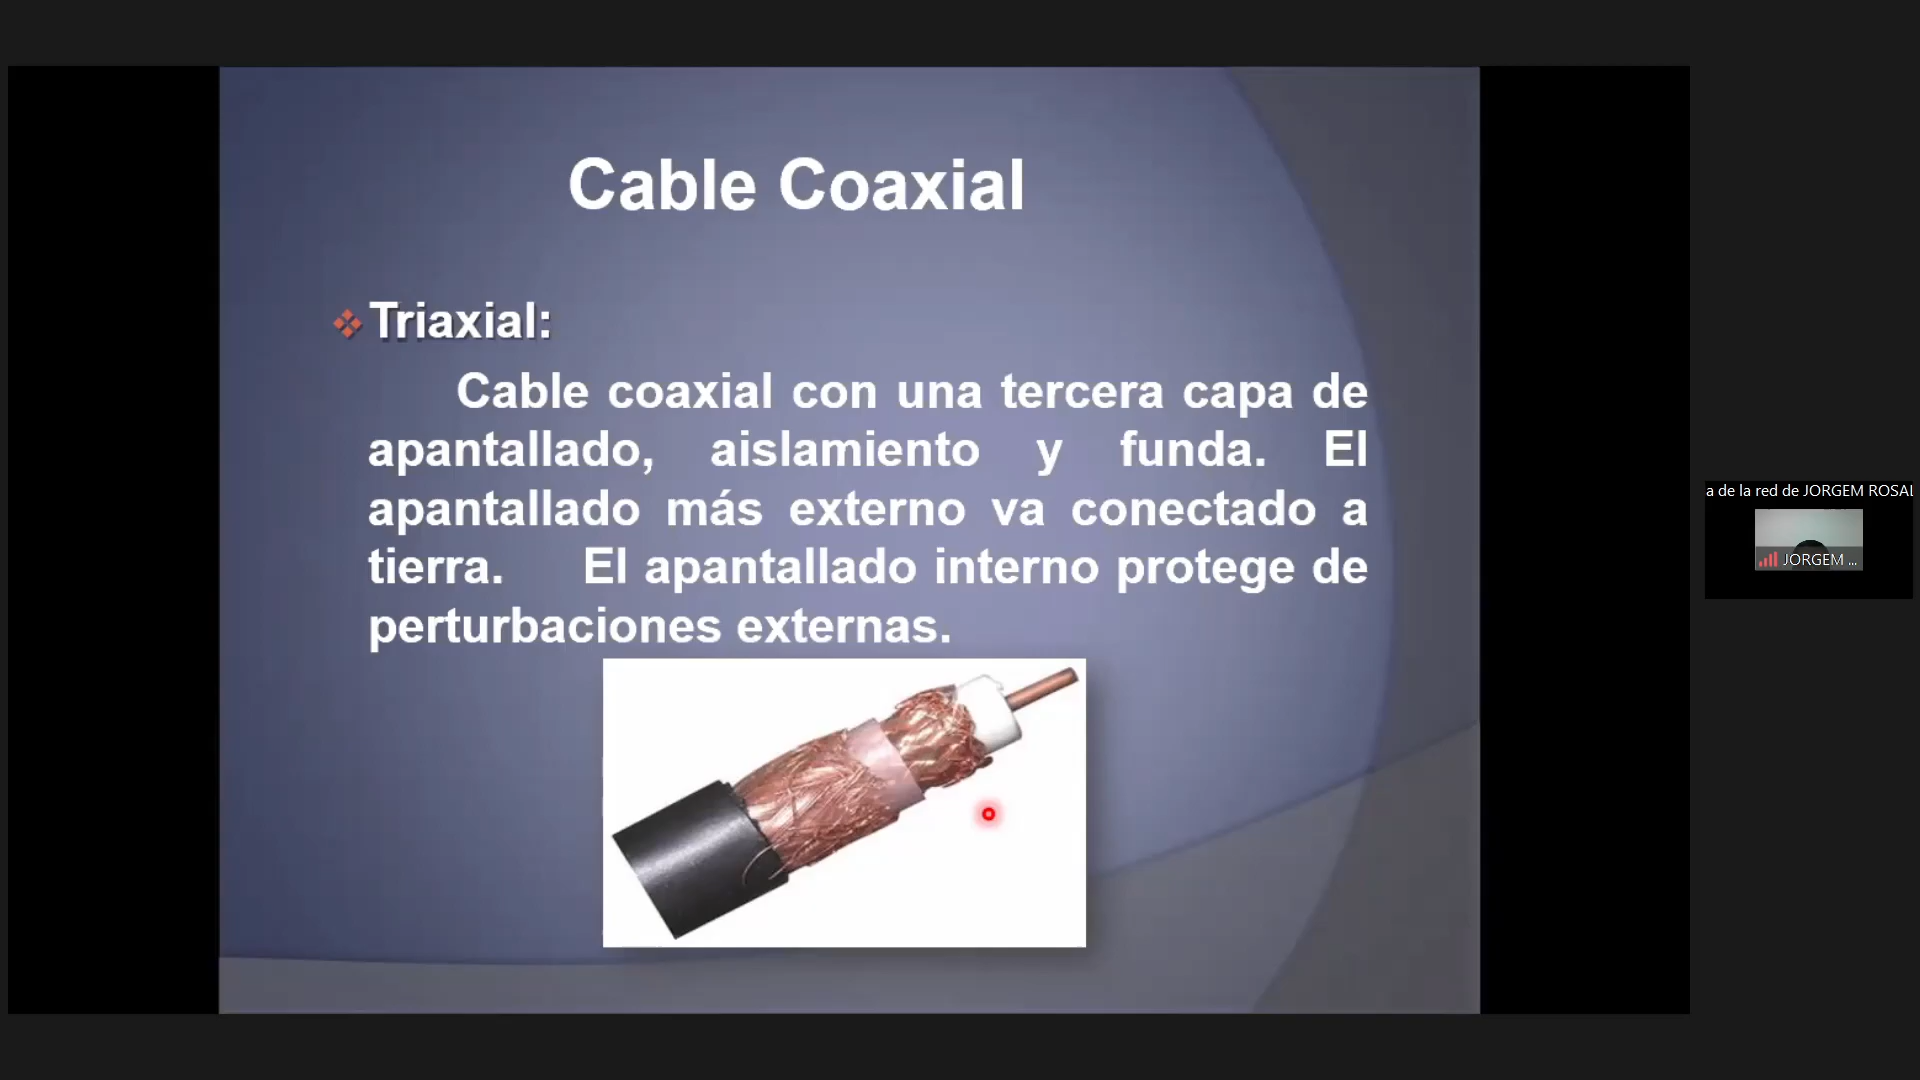 Cable Coaxial
Triaxial:
Cable coaxial con una tercera capa de
apantallado, aislamiento y funda. El
apantallado más externo va conectado a
tierra. El apantallado interno protege de
perturbaciones externas.
a de la red de JORGEM ROSAL
JORGEM ...